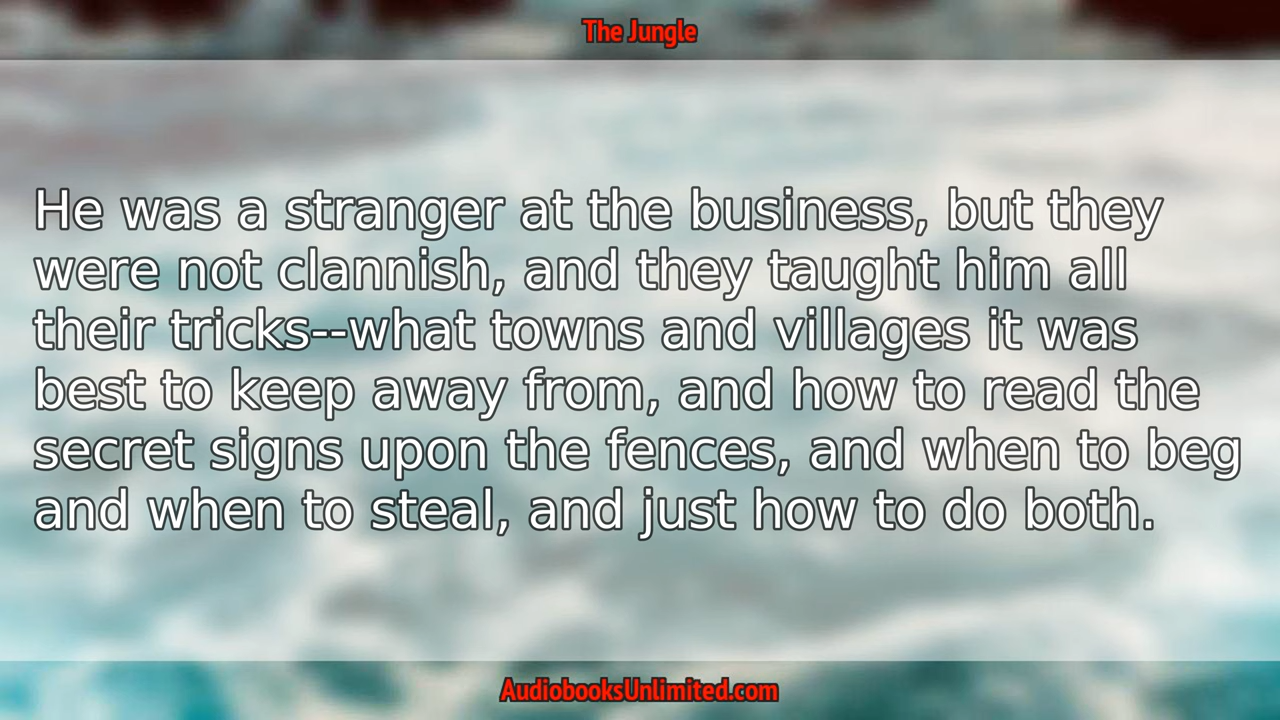 The Jungle
He was a stranger at the business, but they
were not clannish, and they taught him all
their tricks--what towns and villages it was
best to keep away from, and how to read the
secret signs upon the fences, and when to beg
and when to steal, and just how to do both.
AudiobooksUnlimited.com